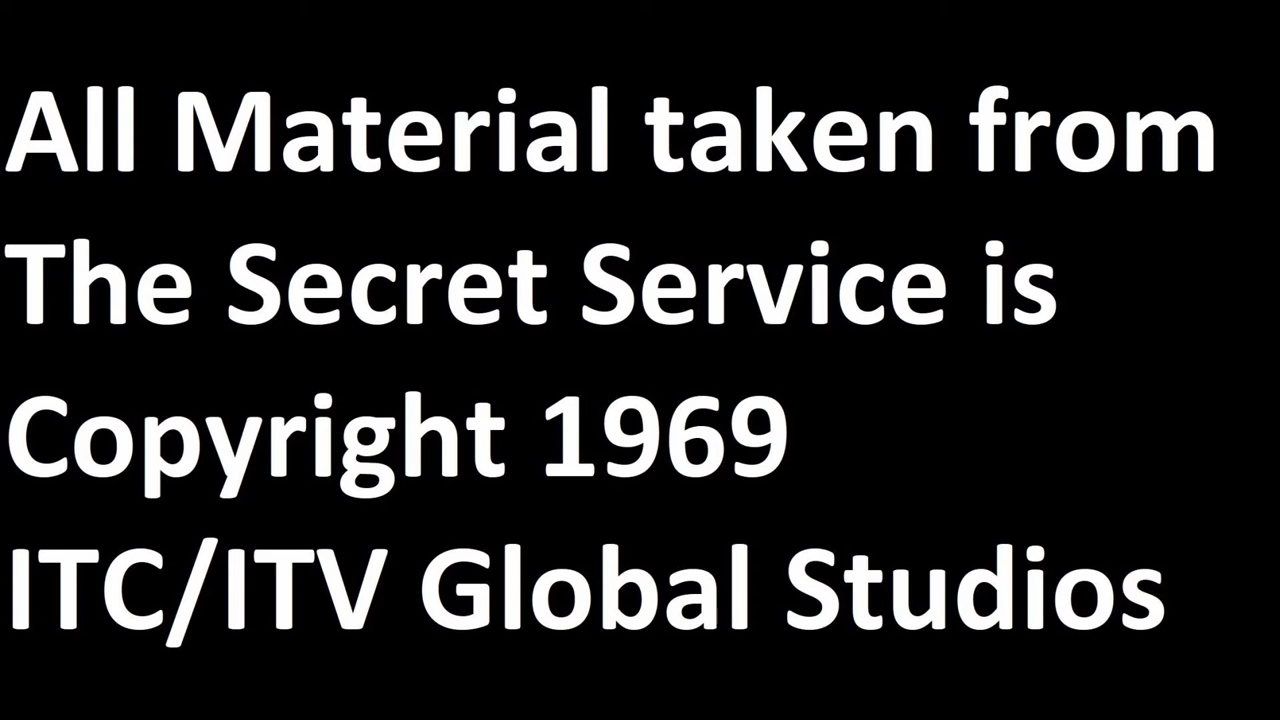 All Material taken from
The Secret Service is
Copyright 1969
ITC/ITV Global Studios